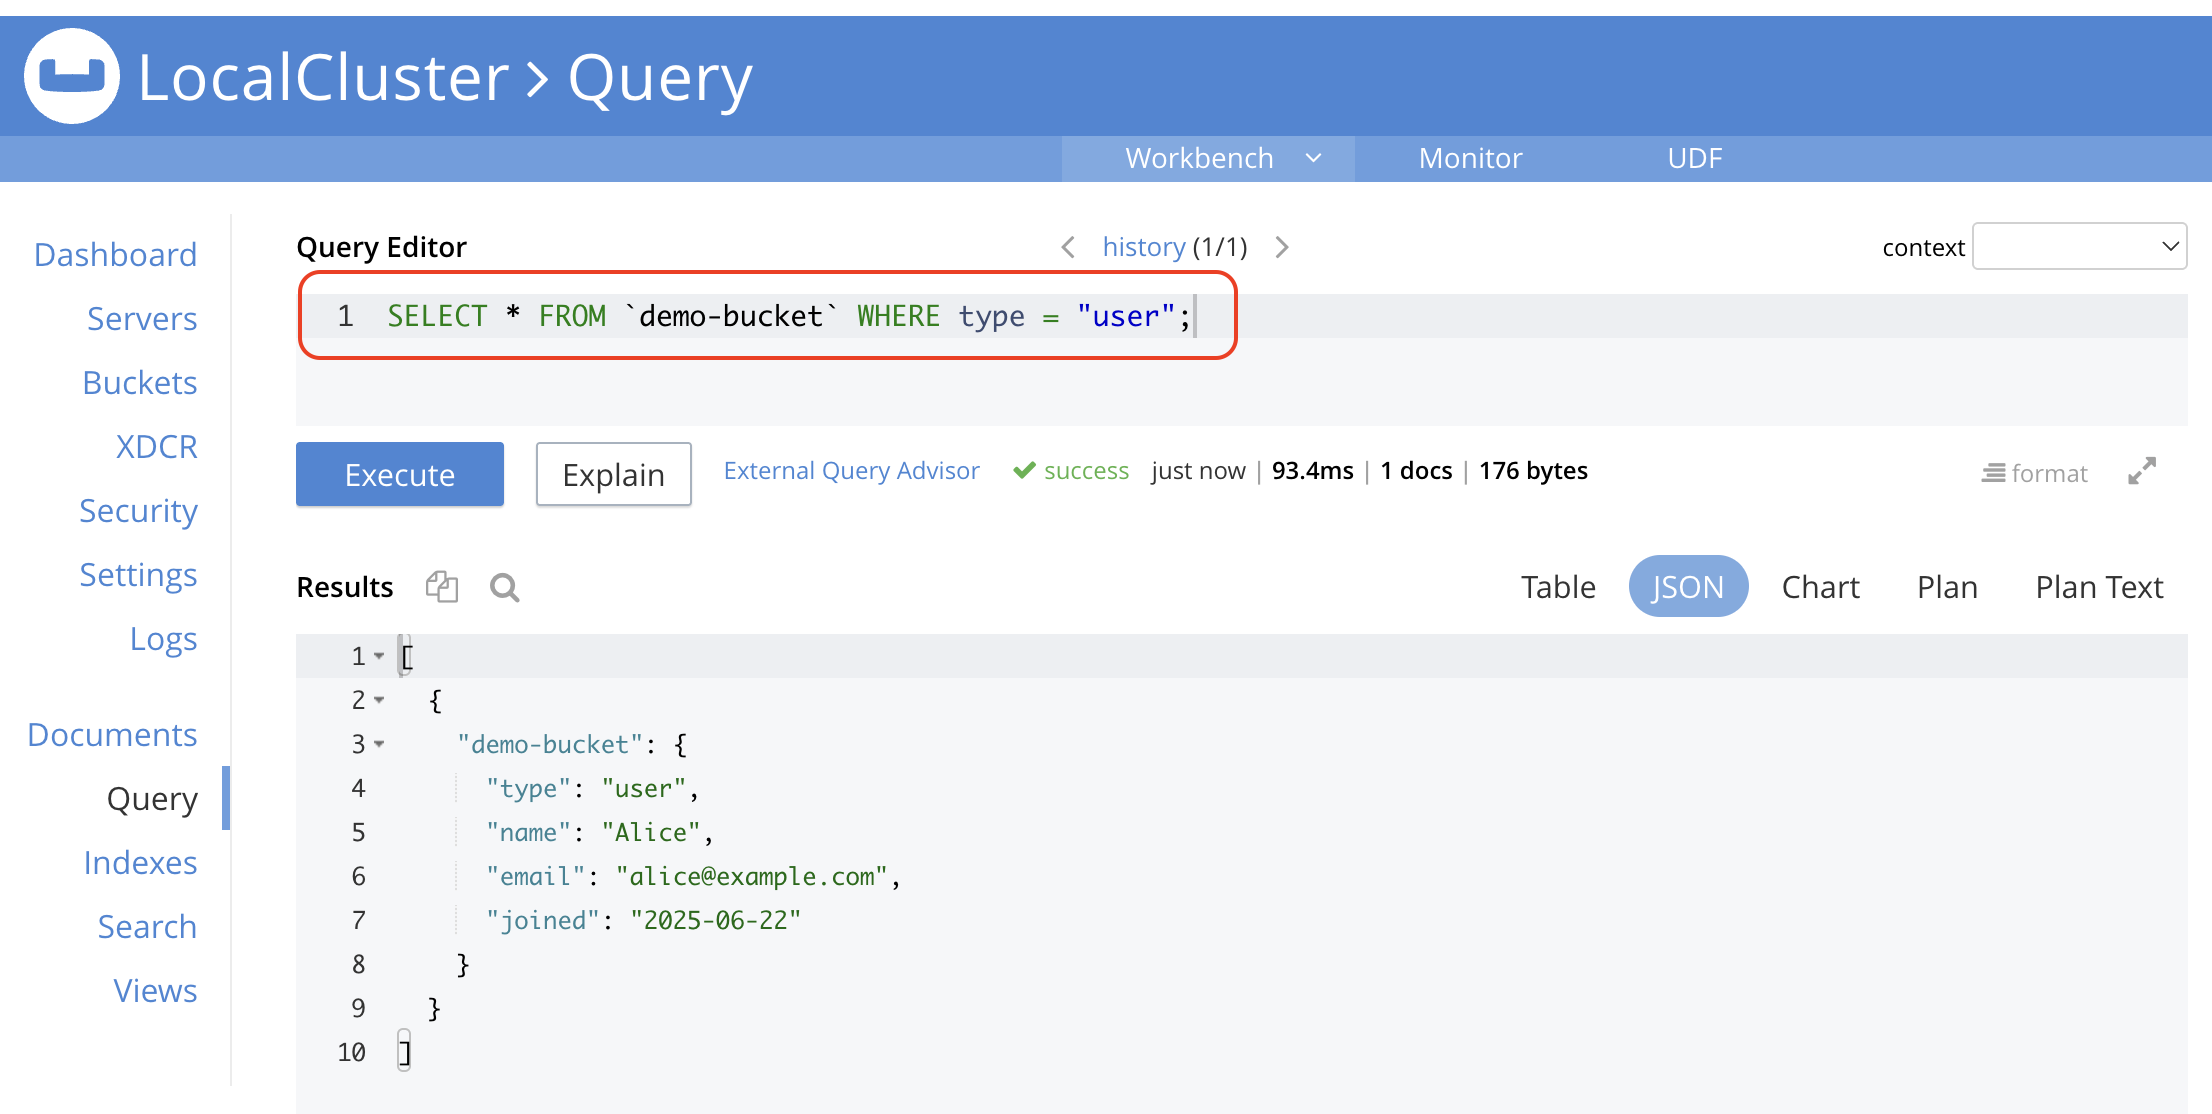 LocalCluster > Query
Workbench Monitor UDF
Dashboard
Servers
Buckets
XDCR
Security
Settings
Logs
Documents
Query
Indexes
Search
Views
Query Editor < history (1/1) > context
1 SELECT * FROM `demo-bucket` WHERE type = "user";
Execute Explain External Query Advisor success just now | 93.4ms | 1 docs | 176 bytes format
Results Table JSON Chart Plan Plan Text
1 [
2 {
3 "demo-bucket": {
4 "type": "user",
5 "name": "Alice",
6 "email": "alice@example.com",
7 "joined": "2025-06-22"
8 }
9 }
10 ]